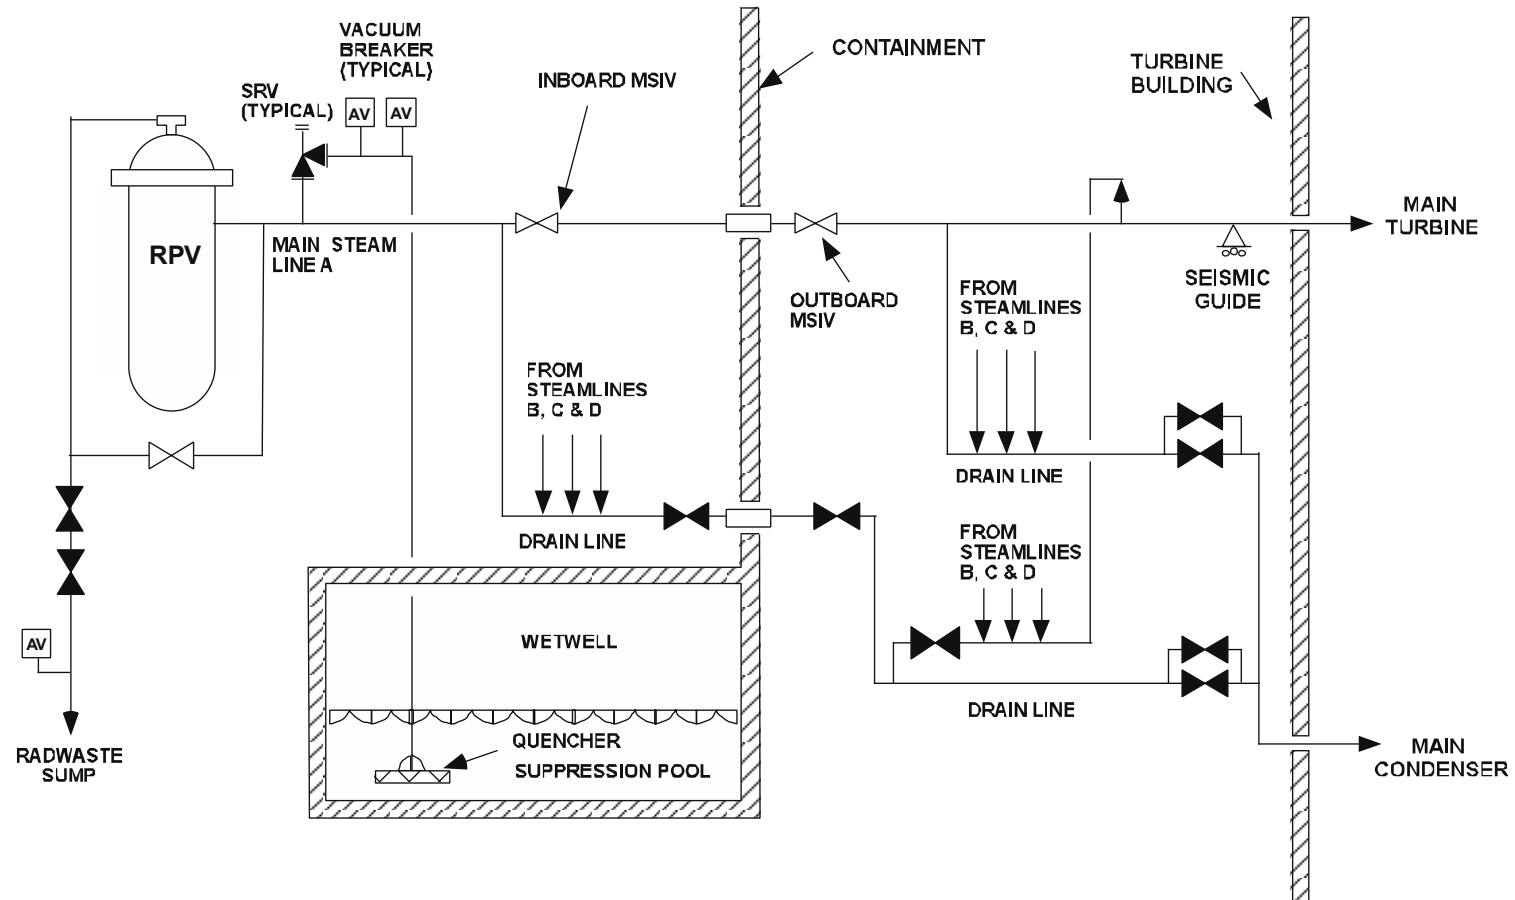 VACUUM
BREAKER
(TYPICAL)
SRV
(TYPICAL)
AV
AV
INBOARD MSIV
CONTAINMENT
TURBINE
BUILDING
RPV
MAIN STEAM
LINE A
MAIN
TURBINE
SEISMIC
GUIDE
OUTBOARD
MSIV
FROM
STEAMLINES
B, C & D
FROM
STEAMLINES
B, C & D
DRAIN LINE
DRAIN LINE
FROM
STEAMLINES
B, C & D
AV
WETWELL
DRAIN LINE
RADWASTE
SUMP
QUENCHER
SUPPRESSION POOL
MAIN
CONDENSER